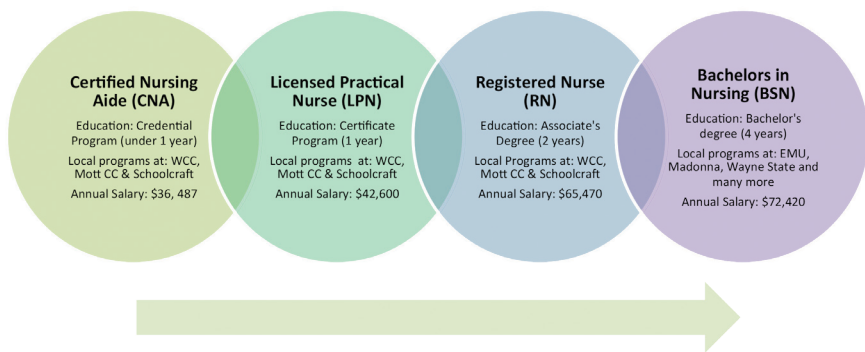 Certified Nursing
Aide (CNA)
Education: Credential
Program (under 1 year)
Local programs at: WCC,
Mott CC & Schoolcraft
Annual Salary: $36, 487
Licensed Practical
Nurse (LPN)
Education: Certificate
Program (1 year)
Local programs at: WCC,
Mott CC & Schoolcraft
Annual Salary: $42,600
Registered Nurse
(RN)
Education: Associate's
Degree (2 years)
Local programs at: WCC,
Mott CC & Schoolcraft
Annual Salary: $65,470
Bachelors in
Nursing (BSN)
Education: Bachelor's
degree (4 years)
Local programs at: EMU,
Madonna, Wayne State and
many more
Annual Salary: $72,420